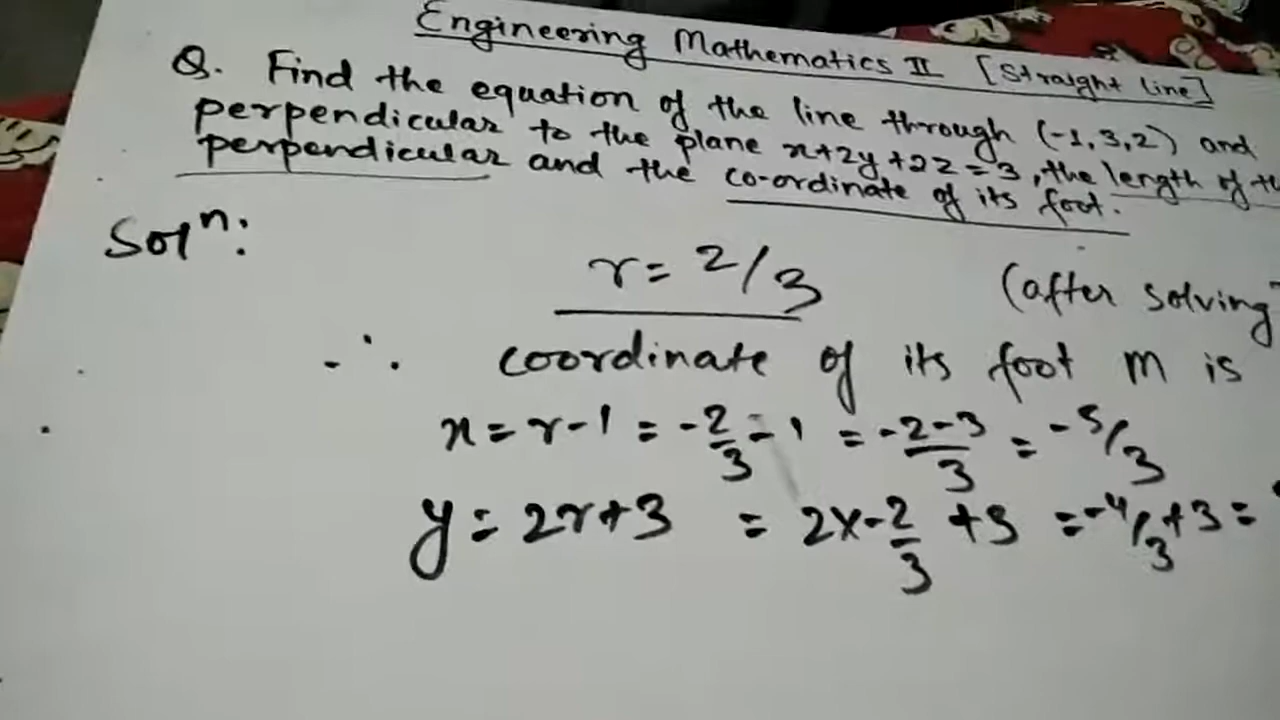 Engineering Mathematics II [Straight line]
Q. Find the equation of the line through (-1,3,2) and
perpendicular to the plane x+2y+2z=3, the length of
perpendicular and the co-ordinate of its foot.
Solⁿ:
r = 2/3 (after solving
∴ coordinate of its foot M is
x = r-1 = -2/3 - 1 = -2-3/3 = -5/3
y = 2r+3 = 2x-2/3 +3 = -4/3+3 =